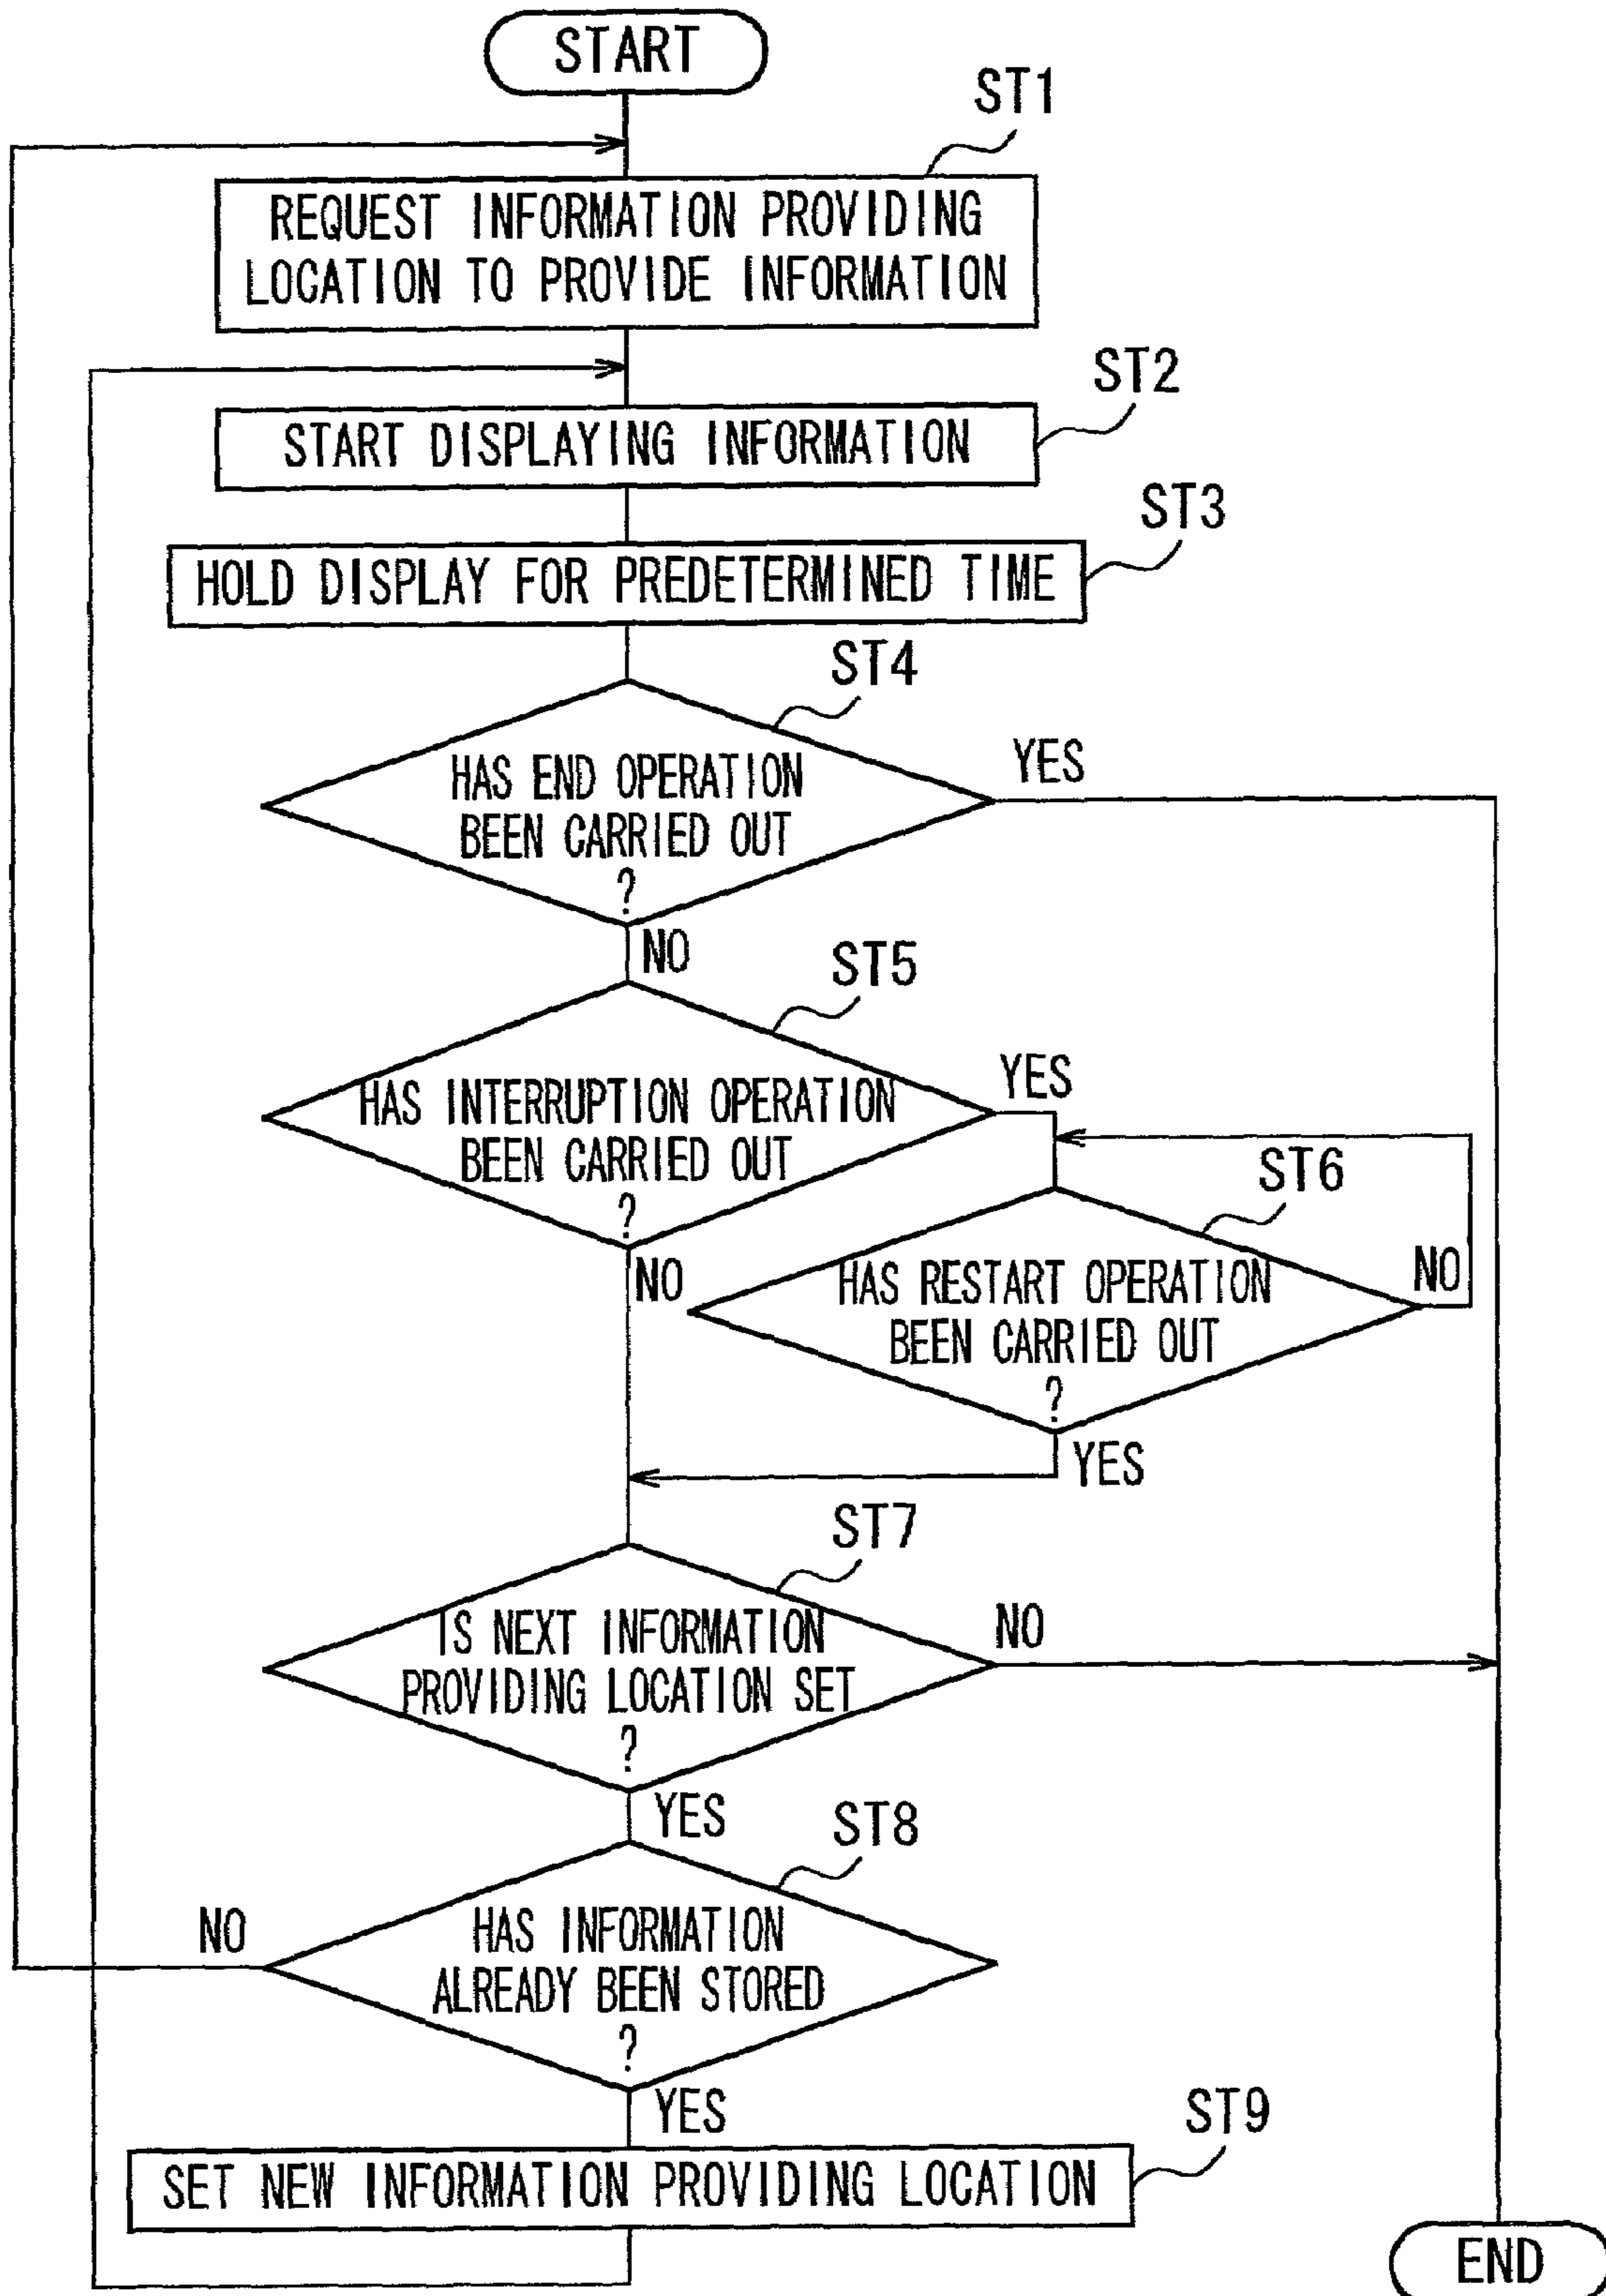 START
ST1
REQUEST INFORMATION PROVIDING
LOCATION TO PROVIDE INFORMATION
ST2
START DISPLAYING INFORMATION
ST3
HOLD DISPLAY FOR PREDETERMINED TIME
ST4
HAS END OPERATION
BEEN CARRIED OUT
?
YES
NO
ST5
HAS INTERRUPTION OPERATION
BEEN CARRIED OUT
?
YES
NO
ST6
HAS RESTART OPERATION
BEEN CARRIED OUT
?
NO
YES
ST7
IS NEXT INFORMATION
PROVIDING LOCATION SET
?
NO
YES
ST8
HAS INFORMATION
ALREADY BEEN STORED
?
NO
YES
ST9
SET NEW INFORMATION PROVIDING LOCATION
END